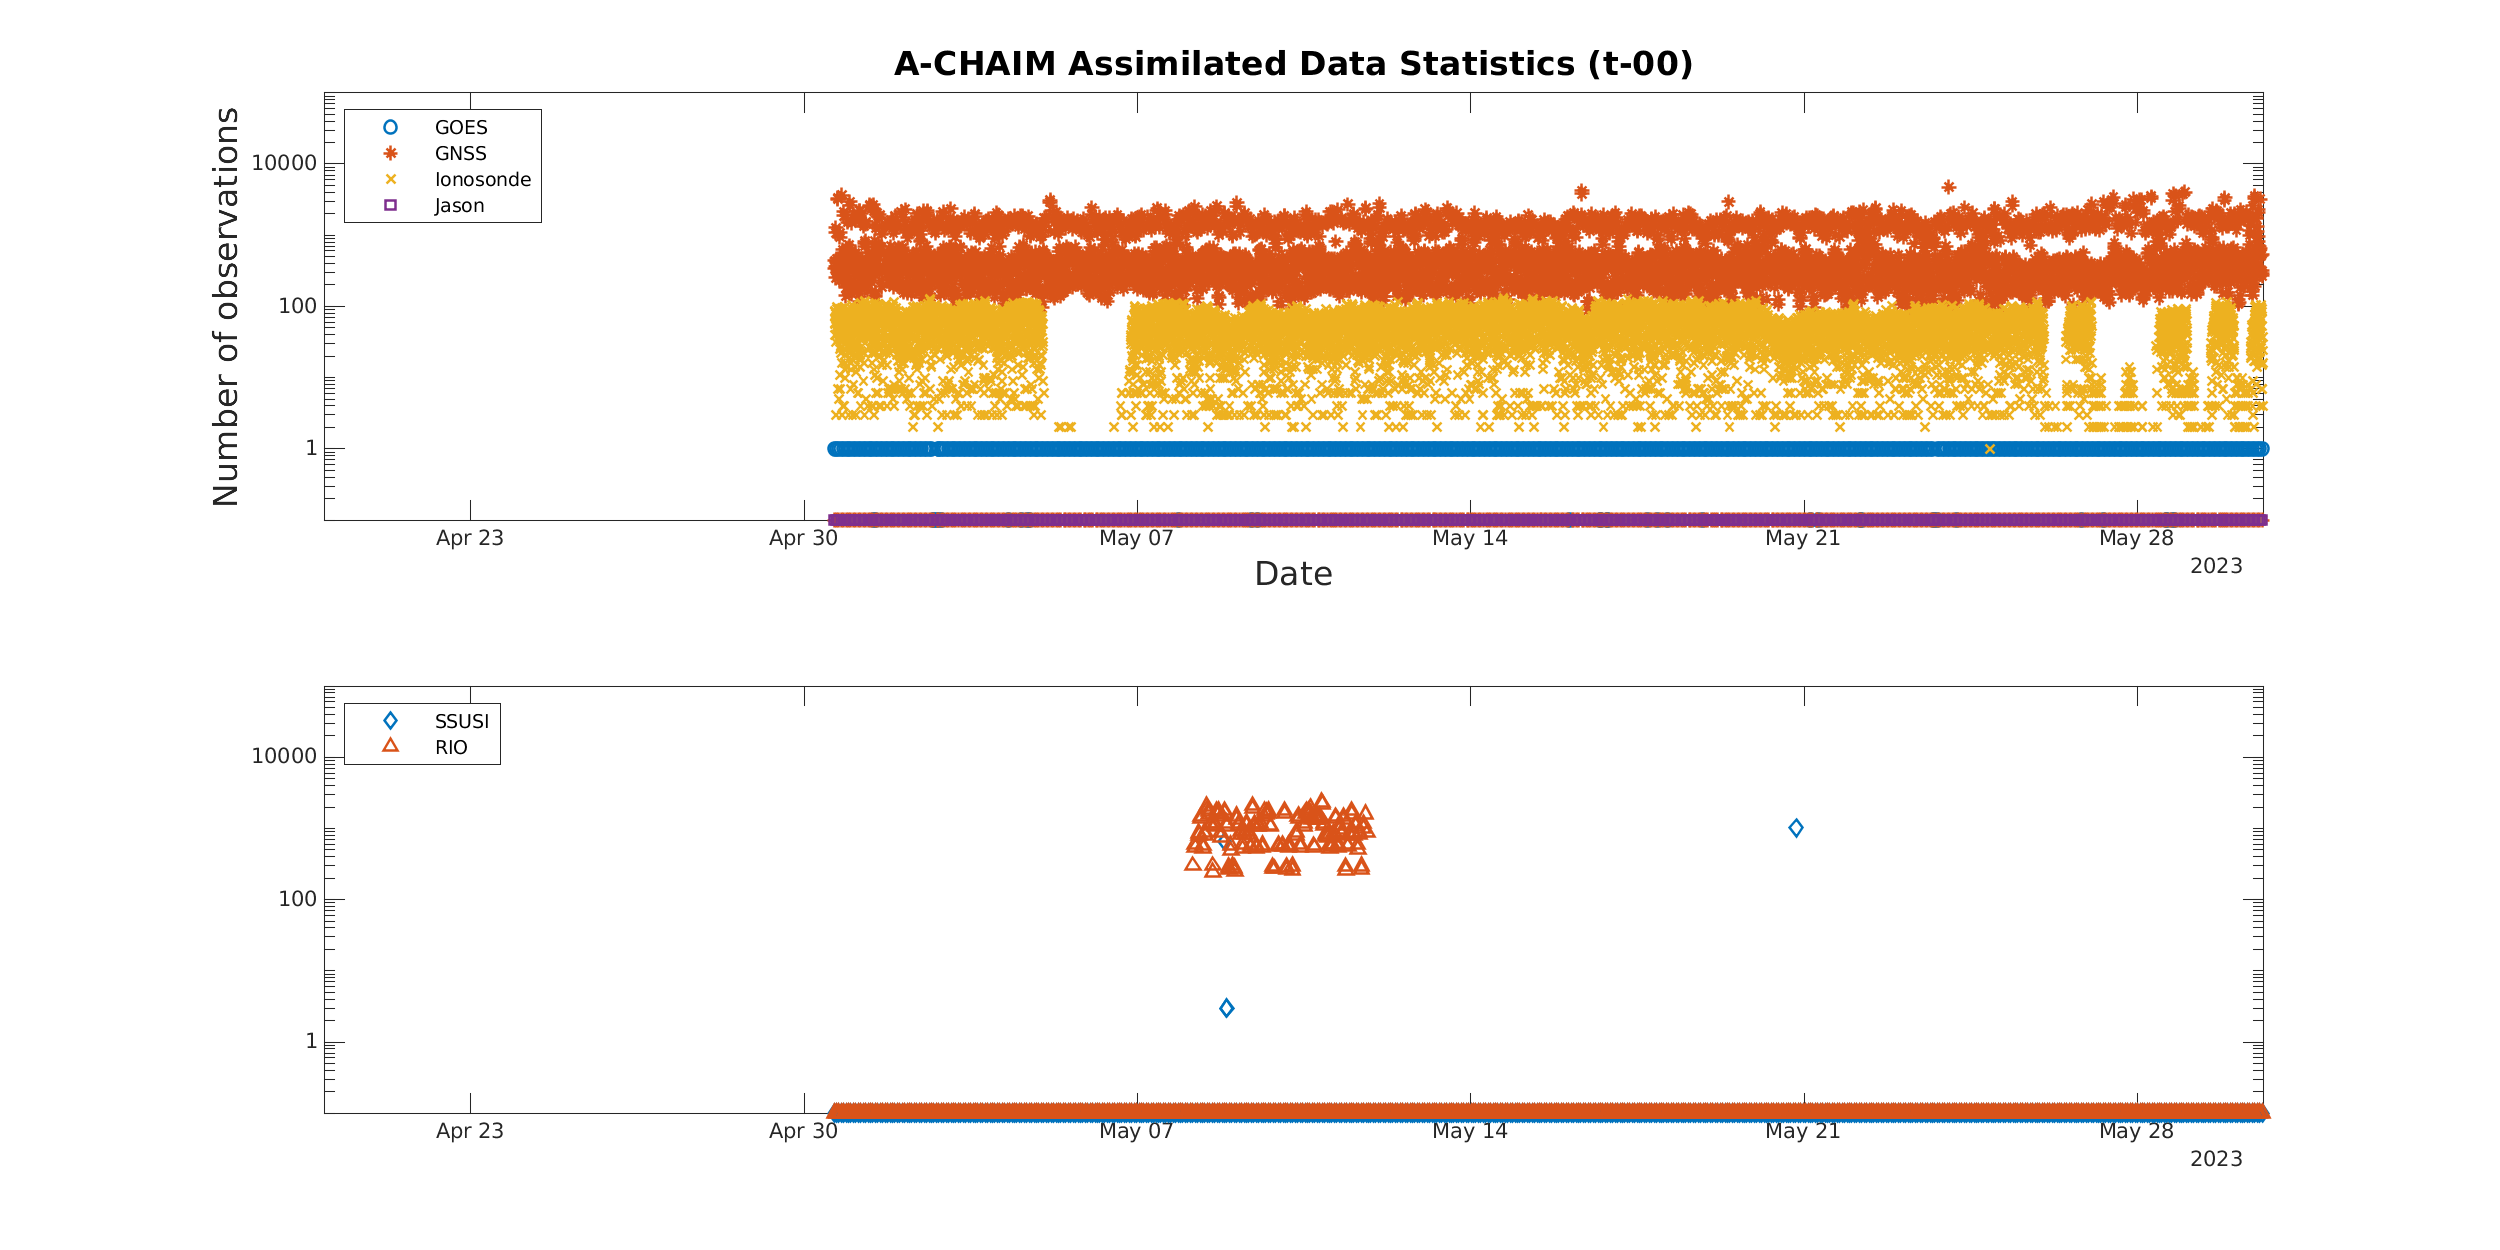 A-CHAIM Assimilated Data Statistics (t-00)
Number of observations
10000
100
1
GOES
GNSS
Ionosonde
Jason
Apr 23
Apr 30
May 07
May 14
May 21
May 28
2023
Date
10000
100
1
SSUSI
RIO
Apr 23
Apr 30
May 07
May 14
May 21
May 28
2023